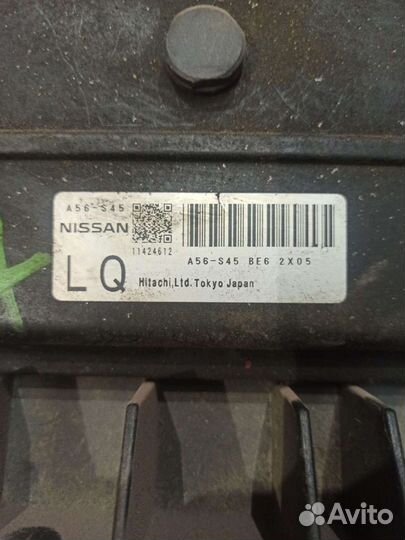 A56-S45
NISSAN
11424612
A56-S45 BE6 2X05
LQ
Hitachi,Ltd.Tokyo Japan
Avito